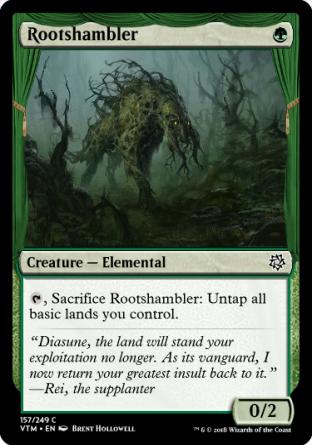 Rootshambler
Creature — Elemental
, Sacrifice Rootshambler: Untap all
basic lands you control.
“Diasune, the land will stand your
exploitation no longer. As its vanguard, I
now return your greatest insult back to it.”
—Rei, the supplanter
0/2
157/249 C
VTM • EN Brent Hollowell
™ & © 2018 Wizards of the Coast